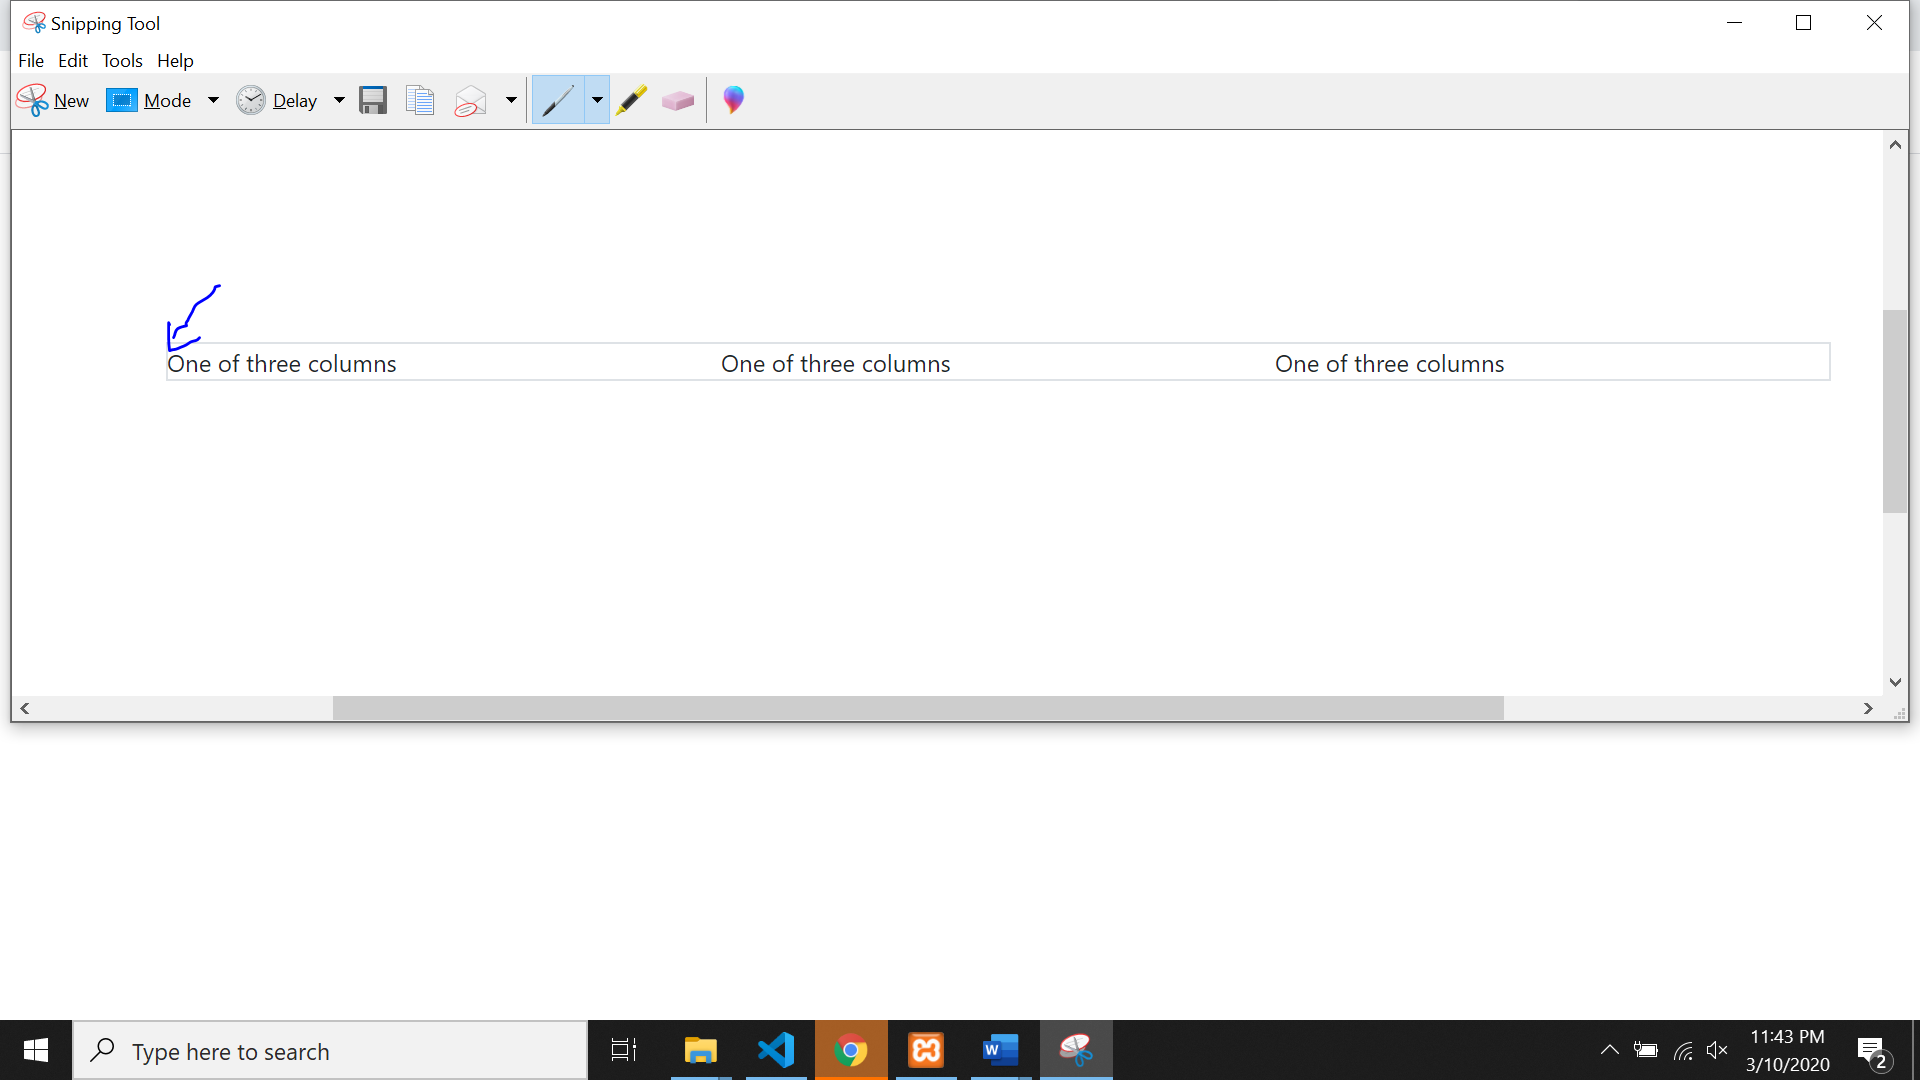 Snipping Tool
File Edit Tools Help
New Mode Delay
One of three columns One of three columns One of three columns
Type here to search
W
11:43 PM
3/10/2020
2